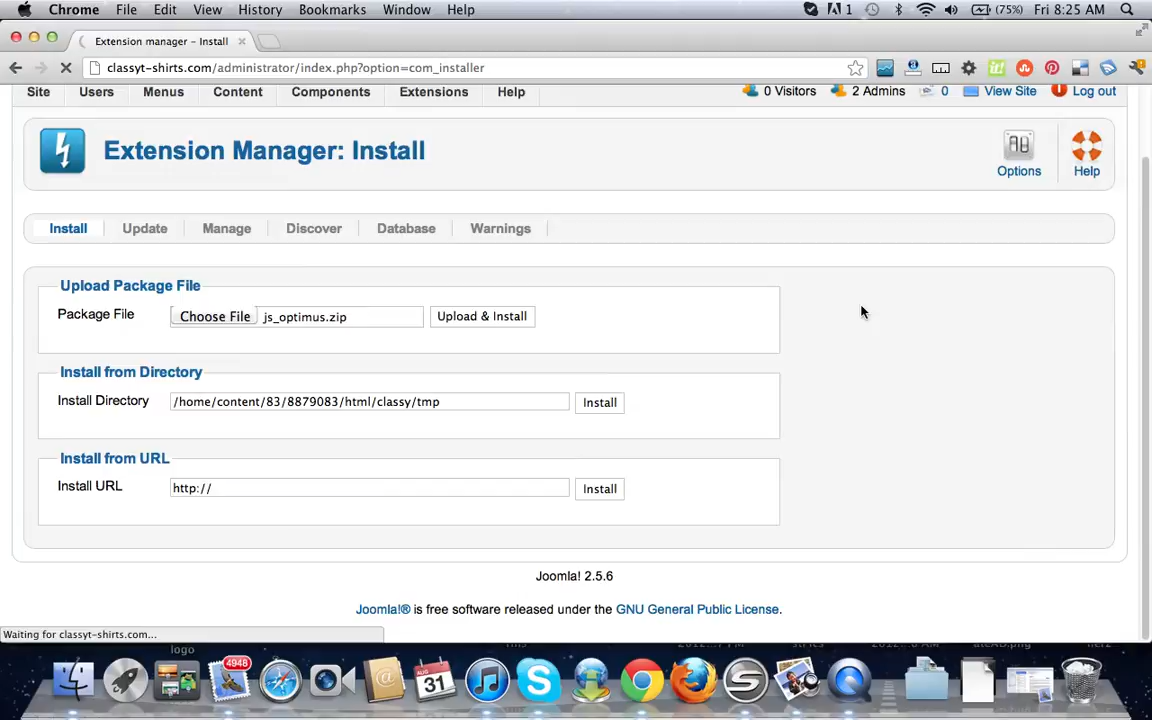 Chrome File Edit View History Bookmarks Window Help 1 (75%) Fri 8:25 AM
Extension manager - Install
classyt-shirts.com/administrator/index.php?option=com_installer
Site Users Menus Content Components Extensions Help 0 Visitors 2 Admins 0 View Site Log out
Extension Manager: Install
Options Help
Install Update Manage Discover Database Warnings
Upload Package File
Package File Choose File js_optimus.zip Upload & Install
Install from Directory
Install Directory /home/content/83/8879083/html/classy/tmp Install
Install from URL
Install URL http:// Install
Joomla! 2.5.6
Joomla!® is free software released under the GNU General Public License.
Waiting for classyt-shirts.com...
logo
4948
AUG
31